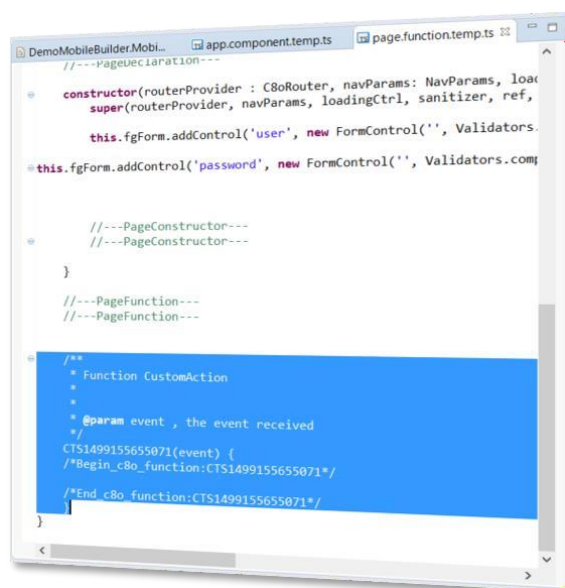 DemoMobileBuilder.Mobi... app.component.temp.ts page.function.temp.ts
//---PageDeclaration---
constructor(routerProvider : C8oRouter, navParams: NavParams, load
super(routerProvider, navParams, loadingCtrl, sanitizer, ref,
this.fgForm.addControl('user', new FormControl('', Validators.
this.fgForm.addControl('password', new FormControl('', Validators.comp
//---PageConstructor---
//---PageConstructor---
}
//---PageFunction---
//---PageFunction---
/**
* Function CustomAction
*
*
* @param event , the event received
*/
CTS1499155655071(event) {
/*Begin_c8o_function:CTS1499155655071*/
/*End_c8o_function:CTS1499155655071*/
}
}